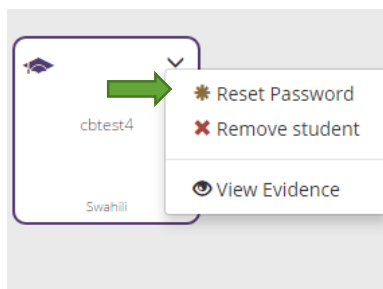 Reset Password
cbtest4
Remove student
View Evidence
Swahili